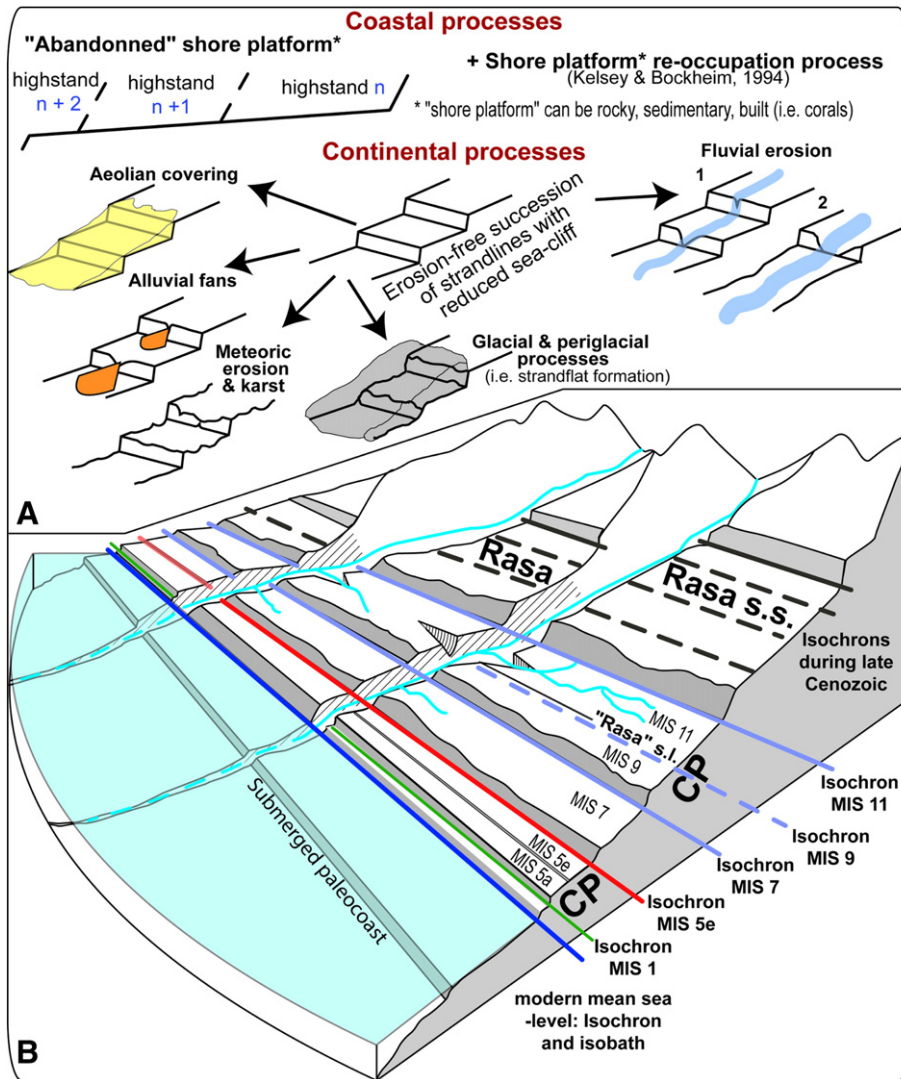 Coastal processes
"Abandonned" shore platform*
highstand
n + 2
highstand
n +1
highstand n
+ Shore platform* re-occupation process
(Kelsey & Bockheim, 1994)
* "shore platform" can be rocky, sedimentary, built (i.e. corals)
Continental processes
Aeolian covering
Fluvial erosion
1
2
Erosion-free succession
of strandlines with
reduced sea-cliff
Alluvial fans
Meteoric
erosion
& karst
Glacial & periglacial
processes
(i.e. strandflat formation)
A
Rasa
Rasa s.s.
Isochrons
during late
Cenozoic
MIS 11
"Rasa" s.l.
MIS 9
CP
MIS 7
MIS 5e
MIS 5a
CP
Isochron
MIS 11
Isochron
MIS 9
Isochron
MIS 7
Isochron
MIS 5e
Isochron
MIS 1
Submerged paleocoast
modern mean sea
-level: Isochron
and isobath
B